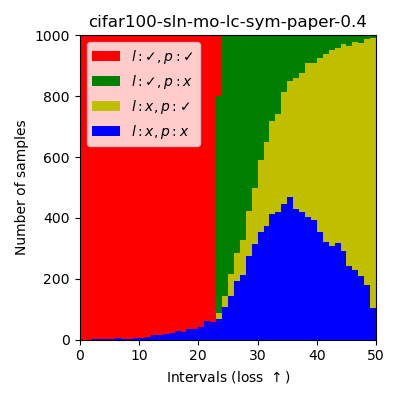 cifar100-sln-mo-lc-sym-paper-0.4
1000
800
600
400
200
0
Number of samples
l:✓,p:✓
l:✓,p:x
l:x,p:✓
l:x,p:x
0 10 20 30 40 50
Intervals (loss ↑)